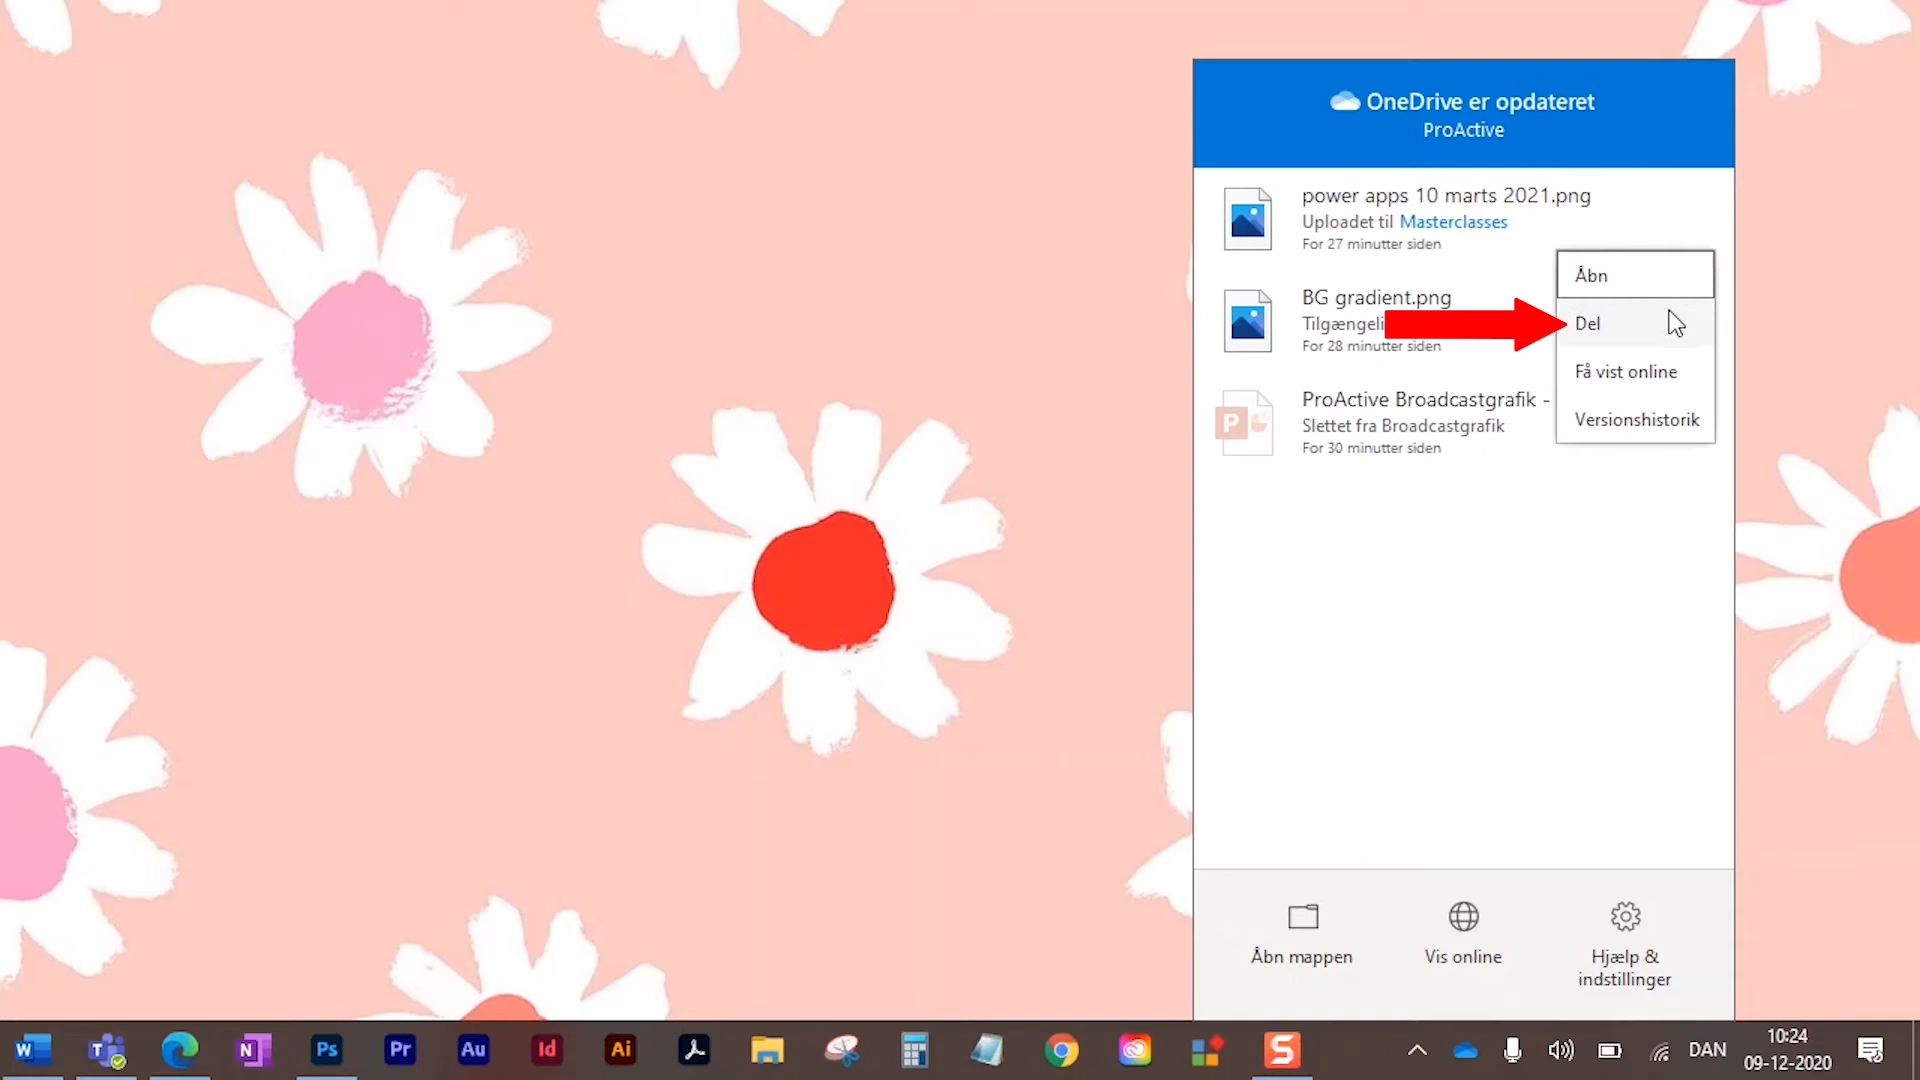 OneDrive er opdateret
ProActive
power apps 10 marts 2021.png
Uploadet til Masterclasses
For 27 minutter siden
BG gradient.png
For 28 minutter siden
ProActive Broadcastgrafik -
Slettet fra Broadcastgrafik
For 30 minutter siden
Åbn
Del
Få vist online
Versionshistorik
Åbn mappen
Vis online
Hjælp &
indstillinger
W
T
N
Ps
Pr
Au
Id
Ai
S
DAN
10:24
09-12-2020
P